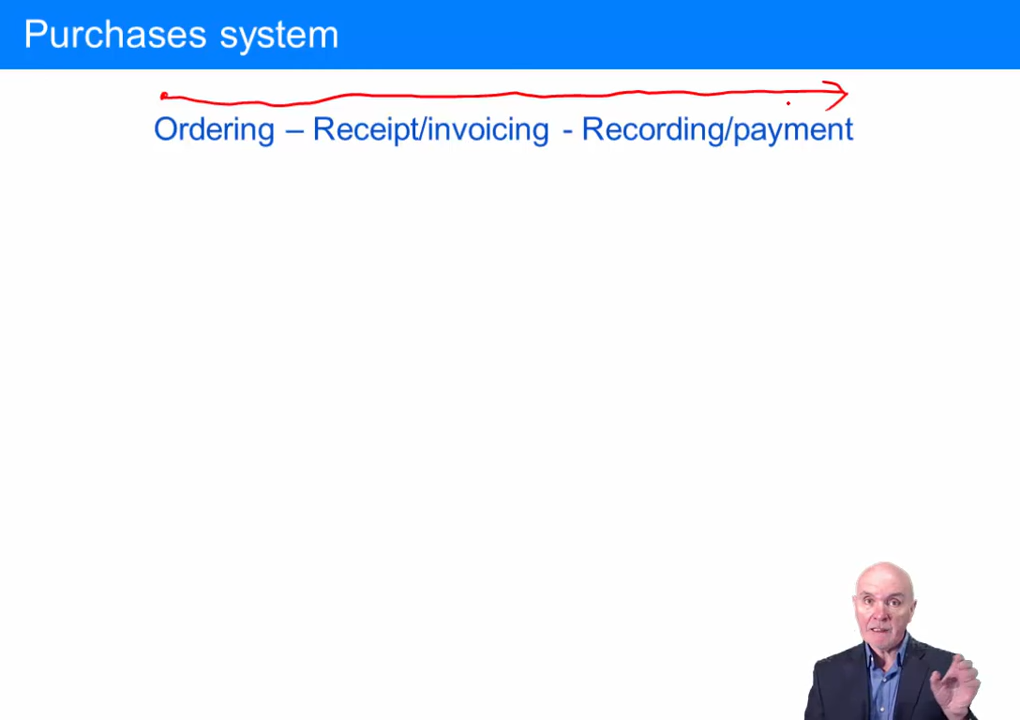 Purchases system
Ordering – Receipt/invoicing - Recording/payment